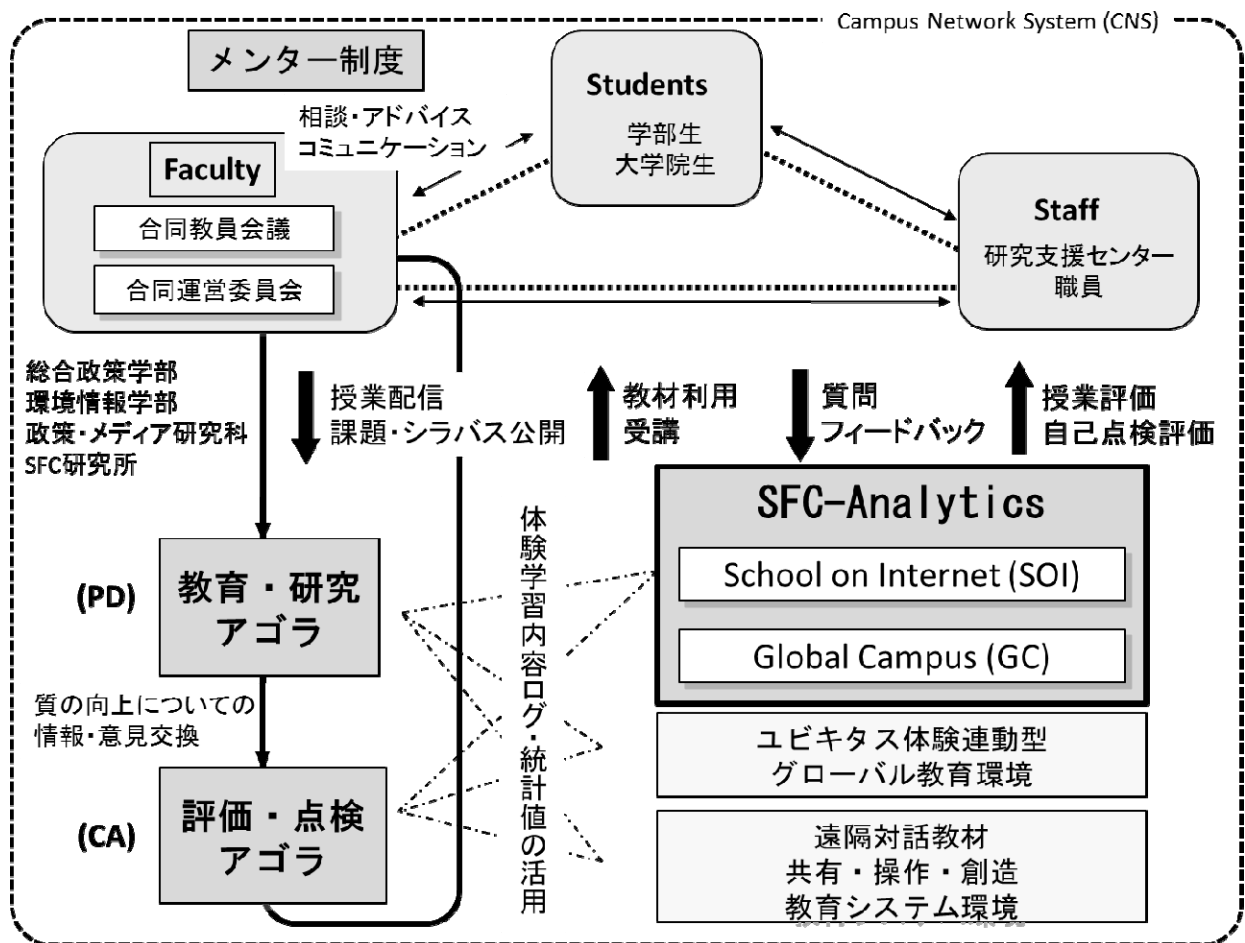 Campus Network System (CNS)
メンター制度
相談・アドバイス
コミュニケーション
Students
学部生
大学院生
Faculty
合同教員会議
合同運営委員会
Staff
研究支援センター
職員
総合政策学部
環境情報学部
政策・メディア研究科
SFC研究所
授業配信
課題・シラバス公開
教材利用
受講
質問
フィードバック
授業評価
自己点検評価
(PD)
教育・研究
アゴラ
質の向上についての
情報・意見交換
(CA)
評価・点検
アゴラ
体験学習内容ログ・統計値の活用
SFC-Analytics
School on Internet (SOI)
Global Campus (GC)
ユビキタス体験連動型
グローバル教育環境
遠隔対話教材
共有・操作・創造
教育システム環境